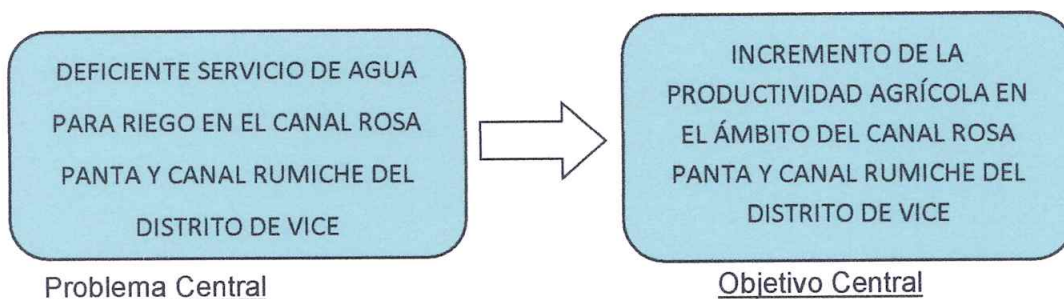 DEFICIENTE SERVICIO DE AGUA
PARA RIEGO EN EL CANAL ROSA
PANTA Y CANAL RUMICHE DEL
DISTRITO DE VICE
Problema Central
INCREMENTO DE LA
PRODUCTIVIDAD AGRÍCOLA EN
EL ÁMBITO DEL CANAL ROSA
PANTA Y CANAL RUMICHE DEL
DISTRITO DE VICE
Objetivo Central